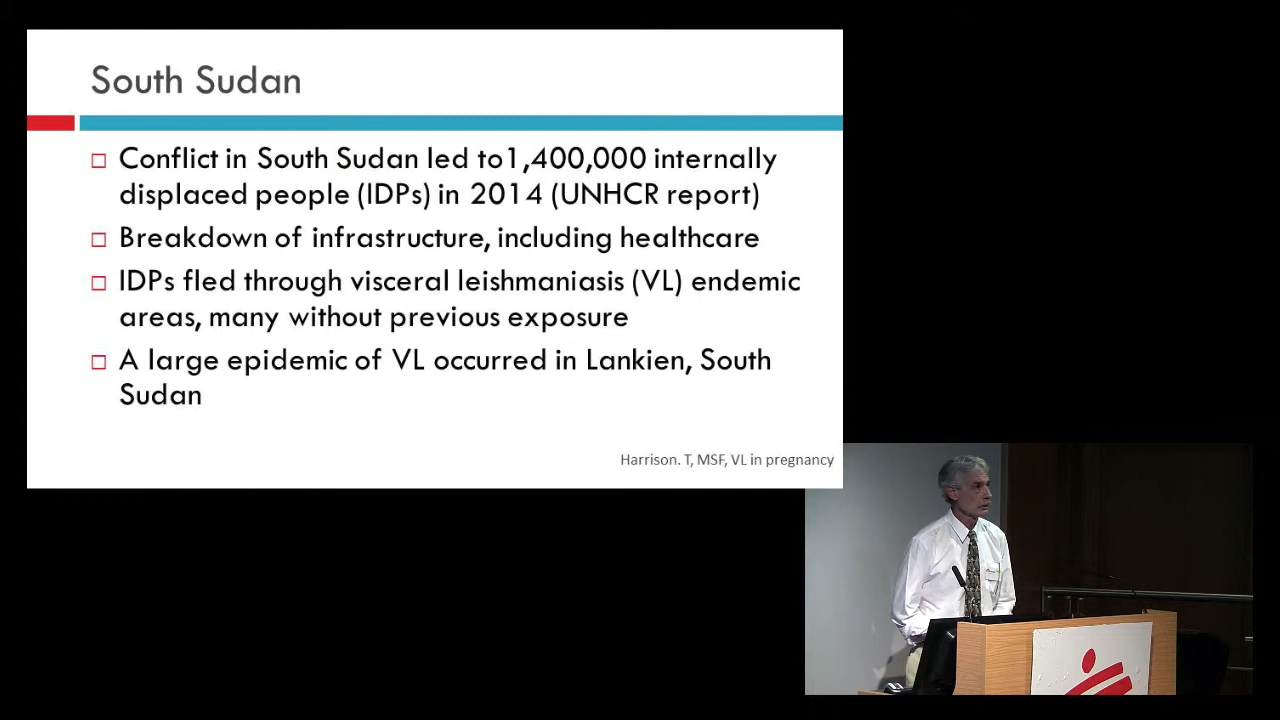 South Sudan
Conflict in South Sudan led to1,400,000 internally
displaced people (IDPs) in 2014 (UNHCR report)
Breakdown of infrastructure, including healthcare
IDPs fled through visceral leishmaniasis (VL) endemic
areas, many without previous exposure
A large epidemic of VL occurred in Lankien, South
Sudan
Harrison. T, MSF, VL in pregnancy